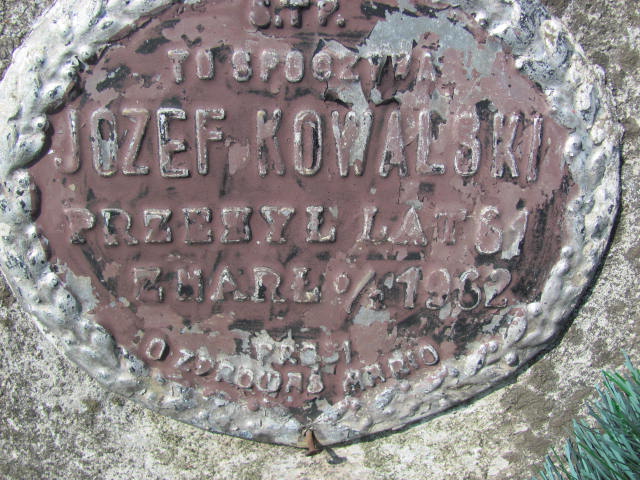 Ś.†P.
TU SPOCZYWA
JÓZEF KOWALSKI
PRZEŻYŁ LAT 61
ZMARŁ 1962
PROSI
O ZDROWAŚ MARIO